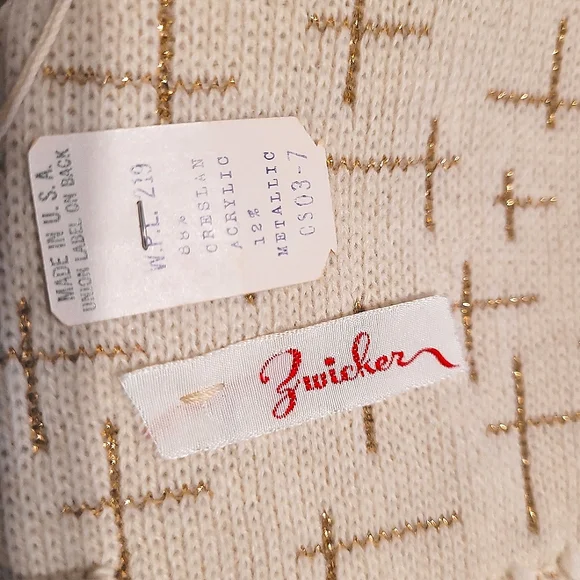 MADE IN U.S.A.
UNION LABEL ON BACK
W.P.L. 219
88%
CRESLAN
ACRYLIC
12%
METALLIC
CS03-7
Zwicker